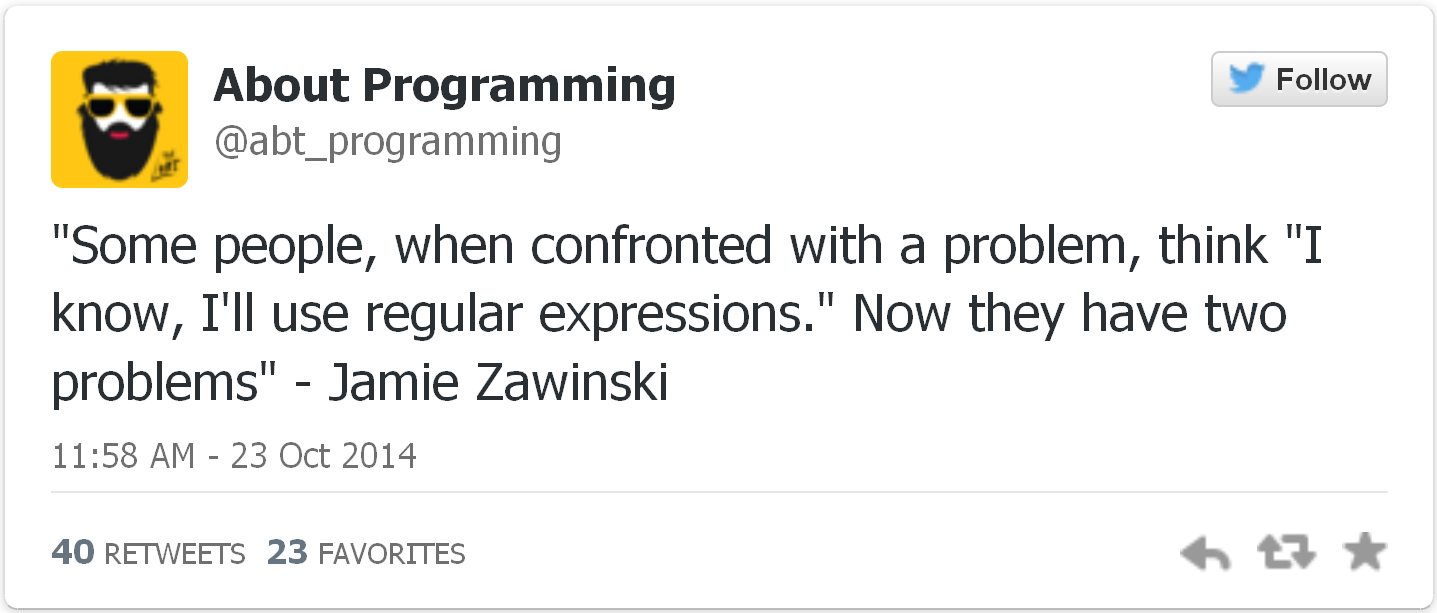 About Programming
@abt_programming
Follow
"Some people, when confronted with a problem, think "I
know, I'll use regular expressions." Now they have two
problems" - Jamie Zawinski
11:58 AM - 23 Oct 2014
40 RETWEETS 23 FAVORITES